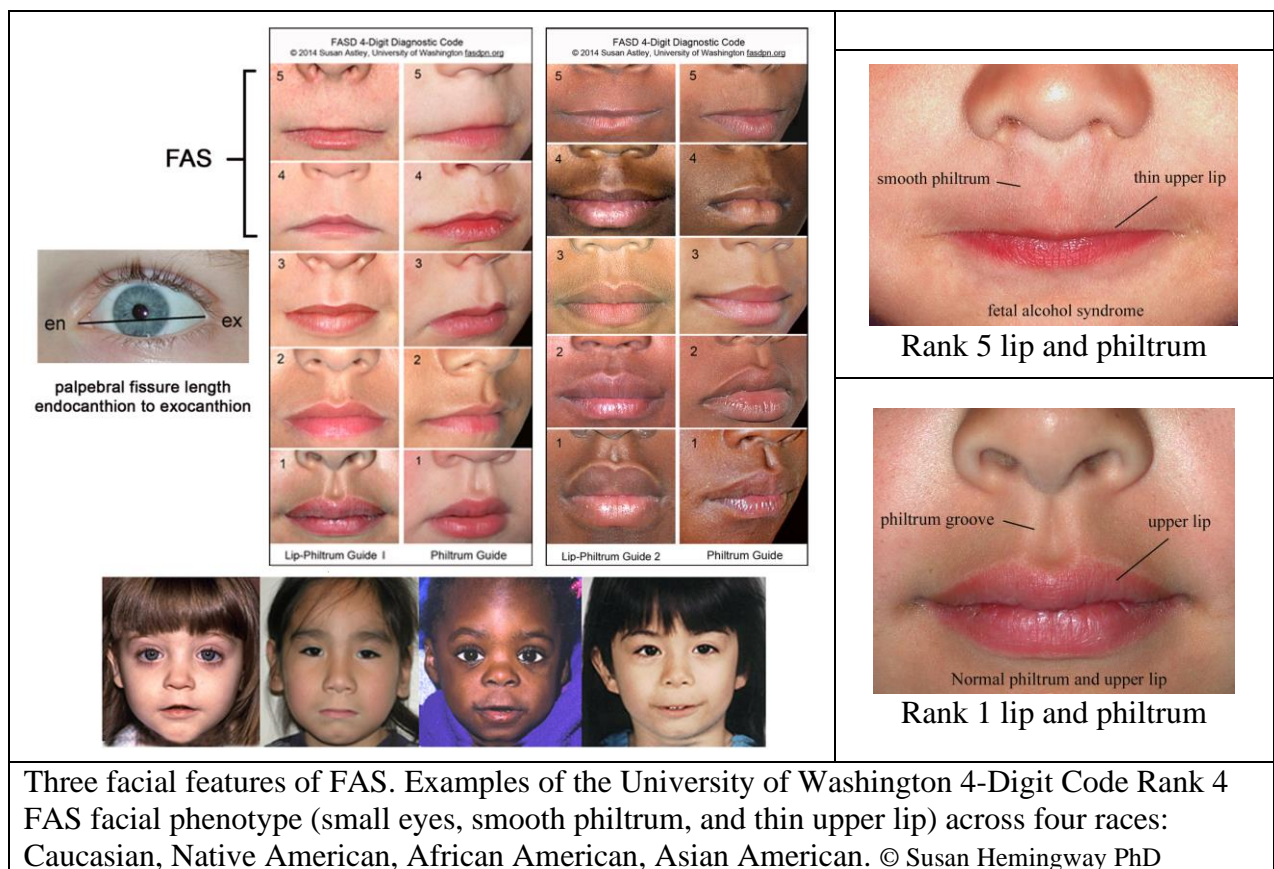 FASD 4-Digit Diagnostic Code
© 2014 Susan Astley, University of Washington fasdpn.org
FAS
5
5
4
4
3
3
2
2
1
1
Lip-Philtrum Guide I
Philtrum Guide
FASD 4-Digit Diagnostic Code
© 2014 Susan Astley, University of Washington fasdpn.org
5
5
4
4
3
3
2
2
1
1
Lip-Philtrum Guide 2
Philtrum Guide
en
ex
palpebral fissure length
endocanthion to exocanthion
smooth philtrum
thin upper lip
fetal alcohol syndrome
Rank 5 lip and philtrum
philtrum groove
upper lip
Normal philtrum and upper lip
Rank 1 lip and philtrum
Three facial features of FAS. Examples of the University of Washington 4-Digit Code Rank 4
FAS facial phenotype (small eyes, smooth philtrum, and thin upper lip) across four races:
Caucasian, Native American, African American, Asian American. © Susan Hemingway PhD